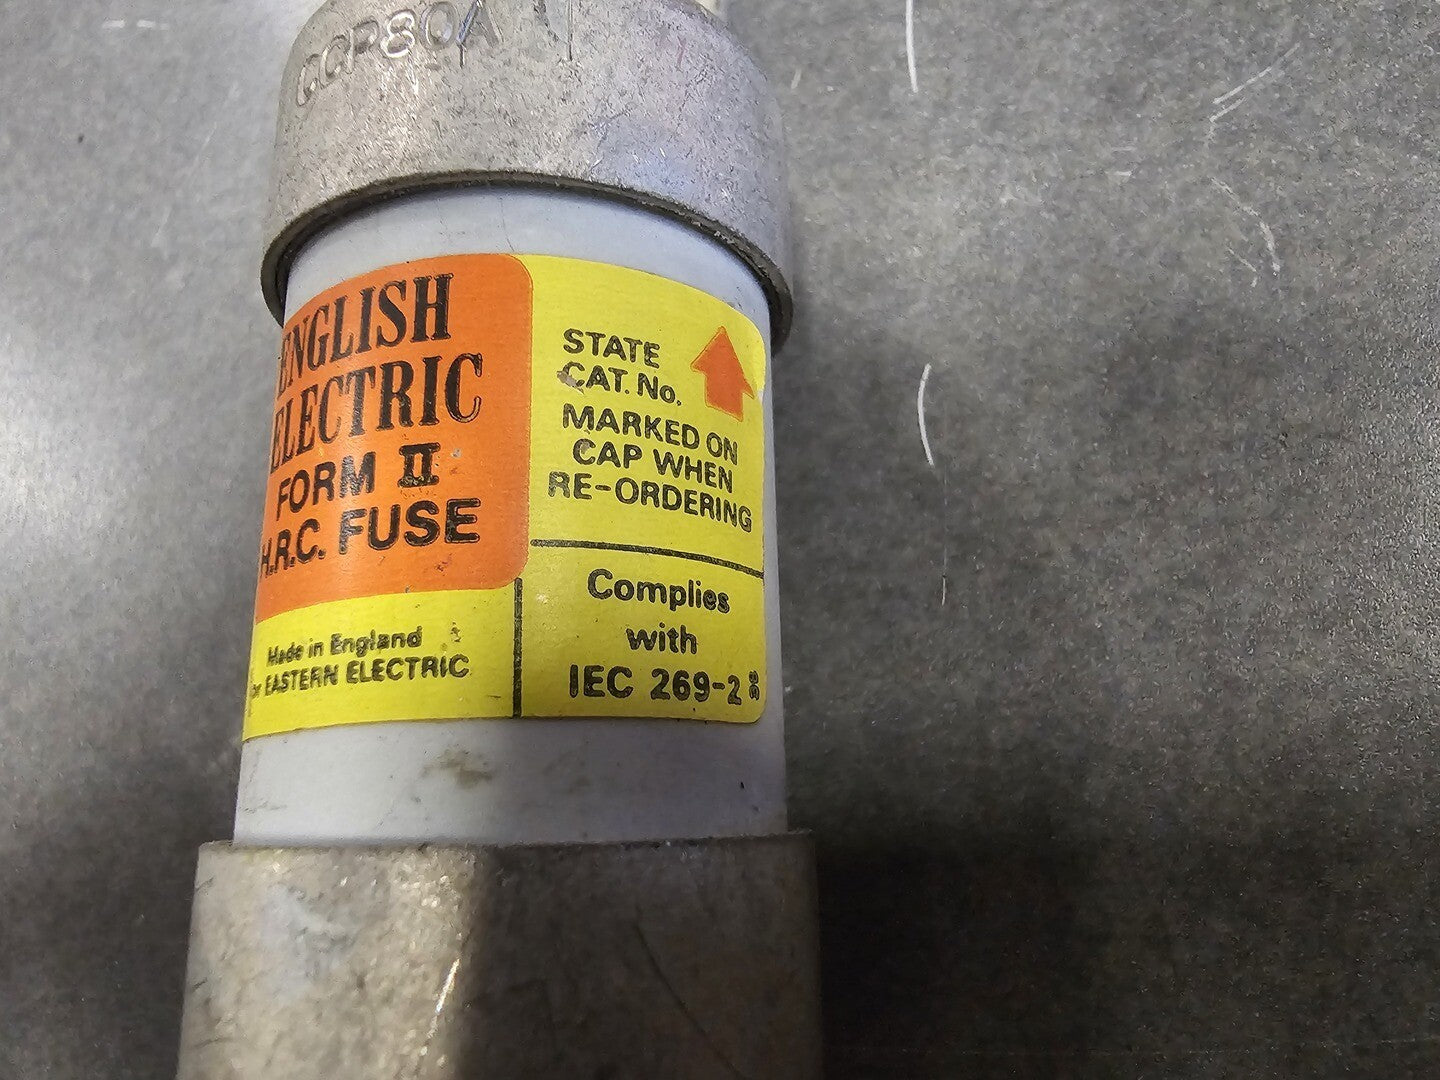 CCP80A
ENGLISH
ELECTRIC
FORM II
H.R.C. FUSE
Made in England
for EASTERN ELECTRIC
STATE
CAT. No.
MARKED ON
CAP WHEN
RE-ORDERING
Complies
with
IEC 269-2